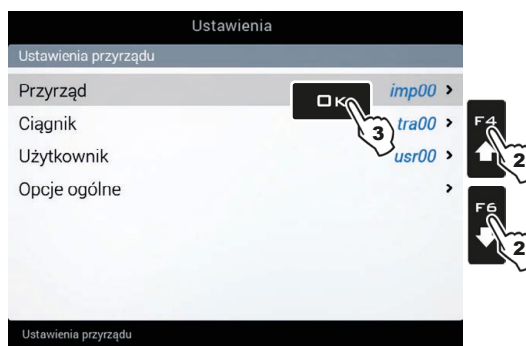 Ustawienia
Ustawienia przyrządu
Przyrząd imp00 >
OK
3
Ciągnik tra00 >
F4
2
Użytkownik usr00 >
Opcje ogólne >
F6
2
Ustawienia przyrządu